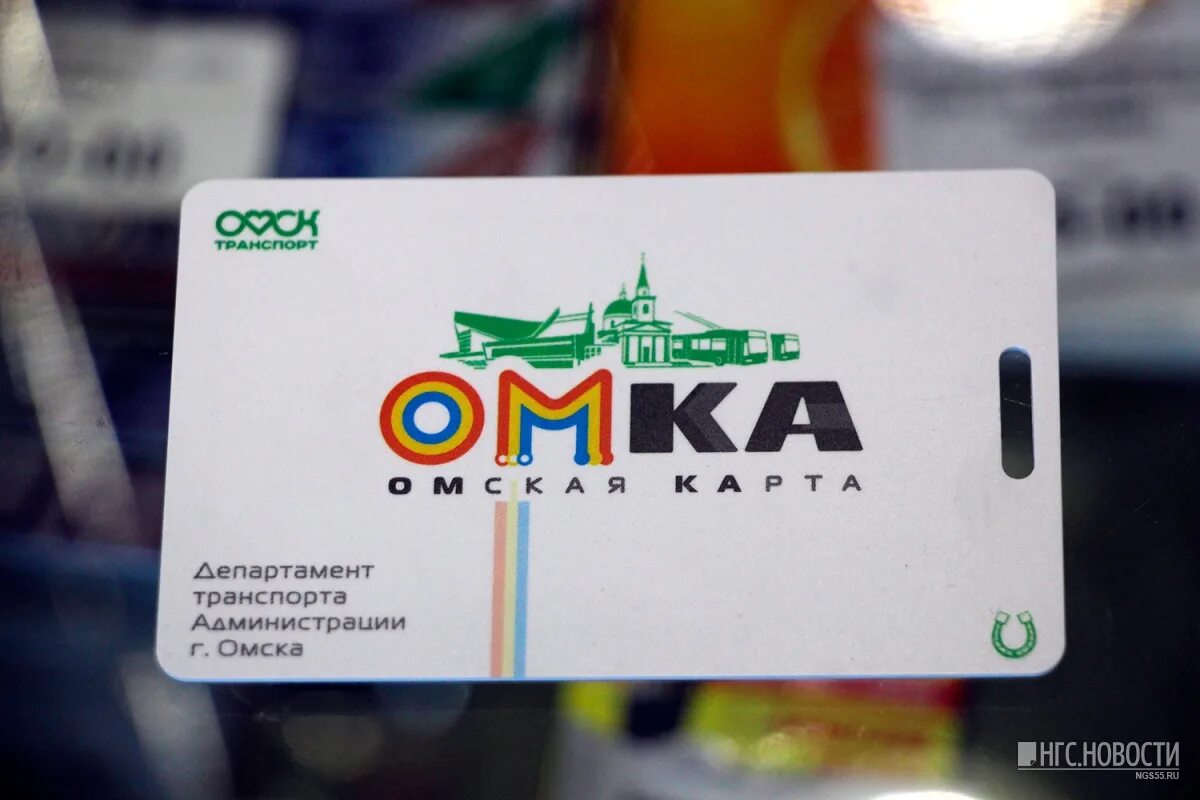 ОМСК
ТРАНСПОРТ
ОМКА
ОМСКАЯ КАРТА
Департамент
транспорта
Администрации
г. Омска
НГС.НОВОСТИ
NGS55.RU